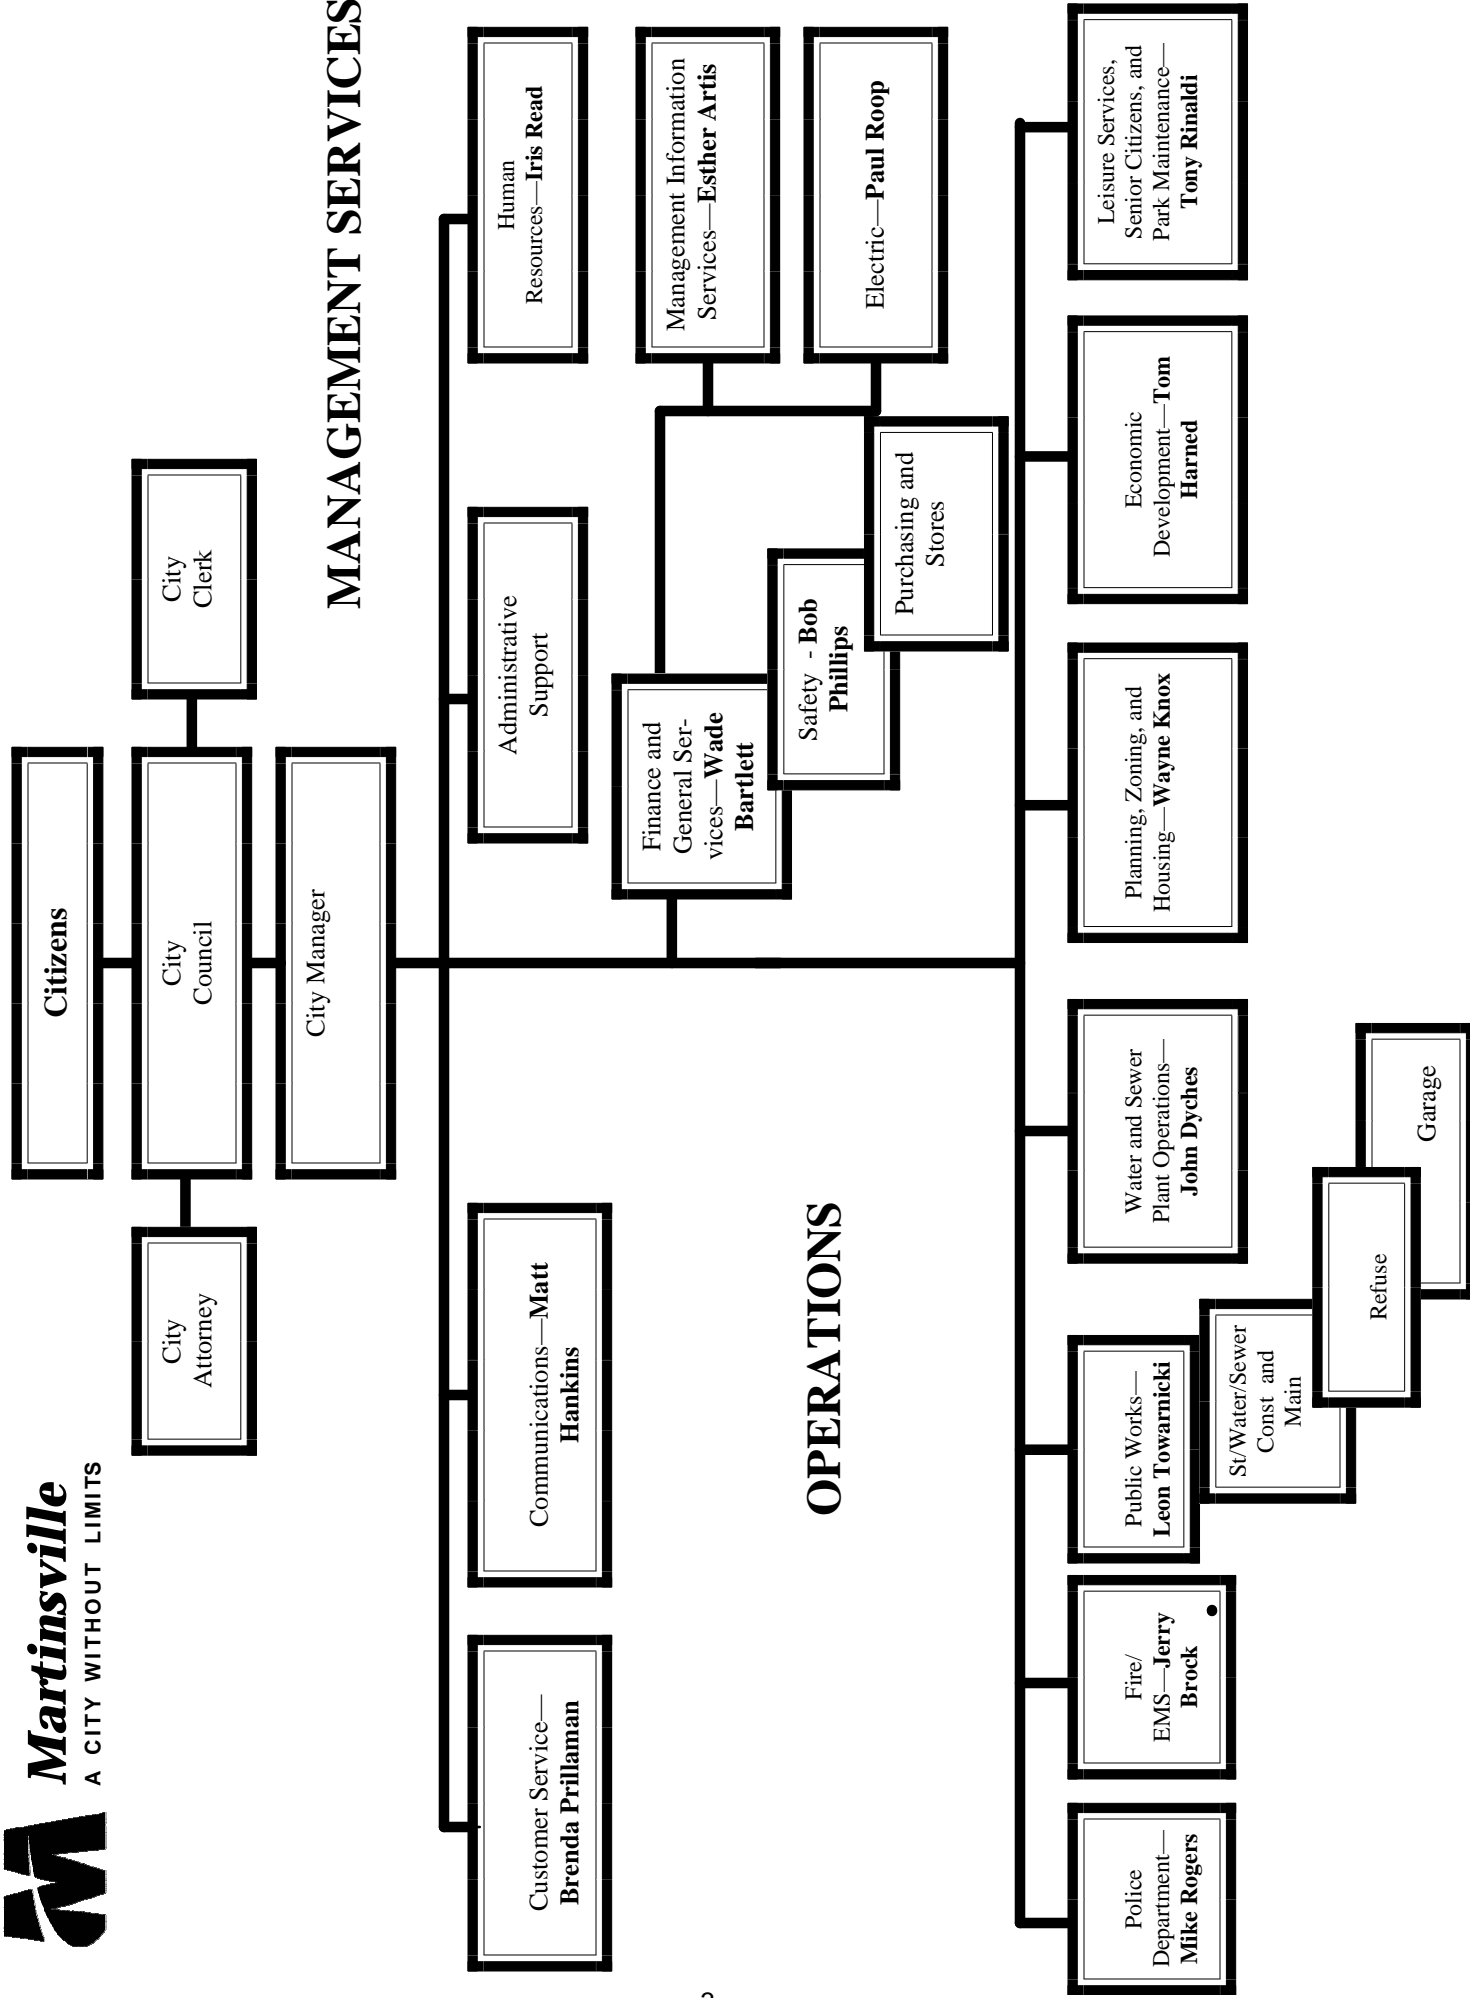 Martinsville
A CITY WITHOUT LIMITS
Citizens
City
Attorney
City
Council
City
Clerk
City Manager
MANAGEMENT SERVICES
Customer Service—
Brenda Prillaman
Communications—Matt
Hankins
Administrative
Support
Human
Resources—Iris Read
Finance and
General Ser-
vices—Wade
Bartlett
Management Information
Services—Esther Artis
Safety - Bob
Phillips
Electric—Paul Roop
Purchasing and
Stores
OPERATIONS
Police
Department—
Mike Rogers
Fire/
EMS—Jerry
Brock
Public Works—
Leon Towarnicki
Water and Sewer
Plant Operations—
John Dyches
Planning, Zoning, and
Housing—Wayne Knox
Economic
Development—Tom
Harned
Leisure Services,
Senior Citizens, and
Park Maintenance—
Tony Rinaldi
St/Water/Sewer
Const and
Main
Refuse
Garage